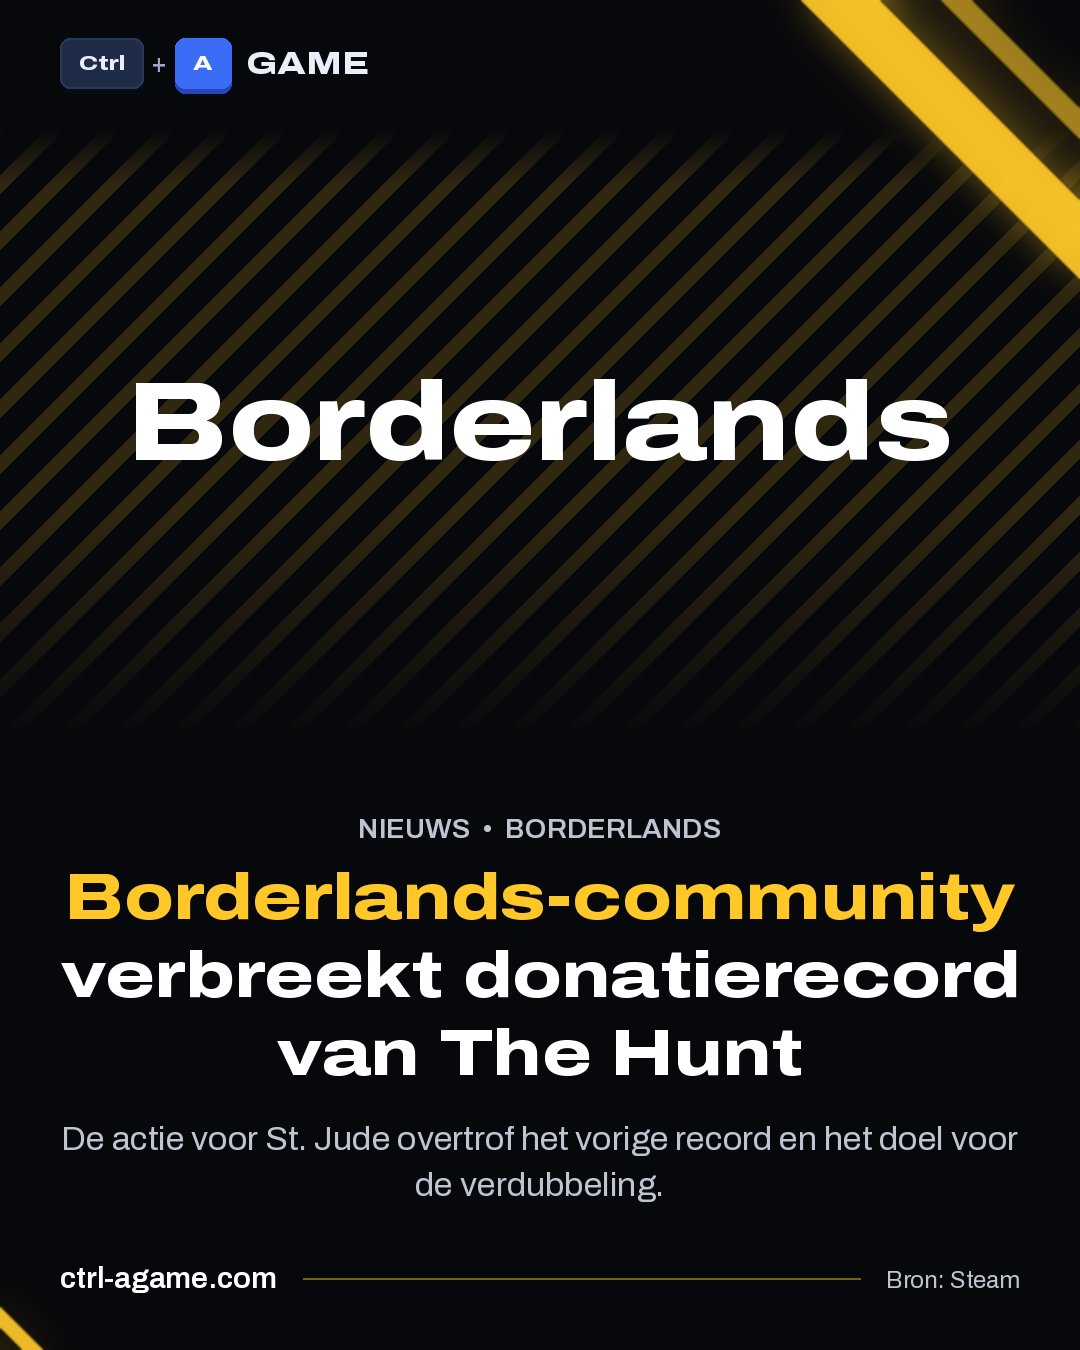 Ctrl + A GAME
Borderlands
NIEUWS • BORDERLANDS
Borderlands-community
verbreekt donatierecord
van The Hunt
De actie voor St. Jude overtrof het vorige record en het doel voor
de verdubbeling.
ctrl-agame.com
Bron: Steam